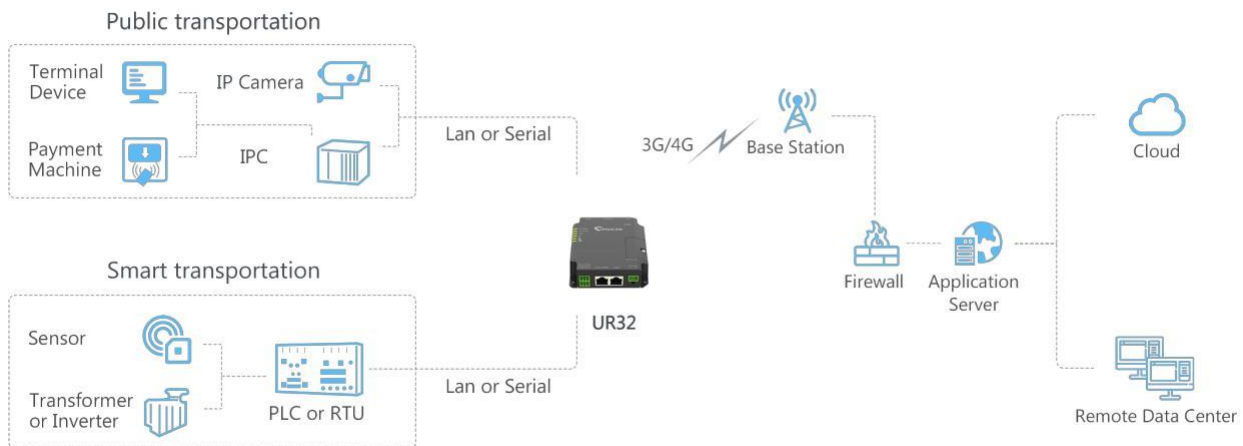 Public transportation
Terminal
Device
IP Camera
Payment
Machine
IPC
Lan or Serial
3G/4G
Base Station
Cloud
Smart transportation
Firewall
Application
Server
UR32
Sensor
Transformer
or Inverter
PLC or RTU
Lan or Serial
Remote Data Center